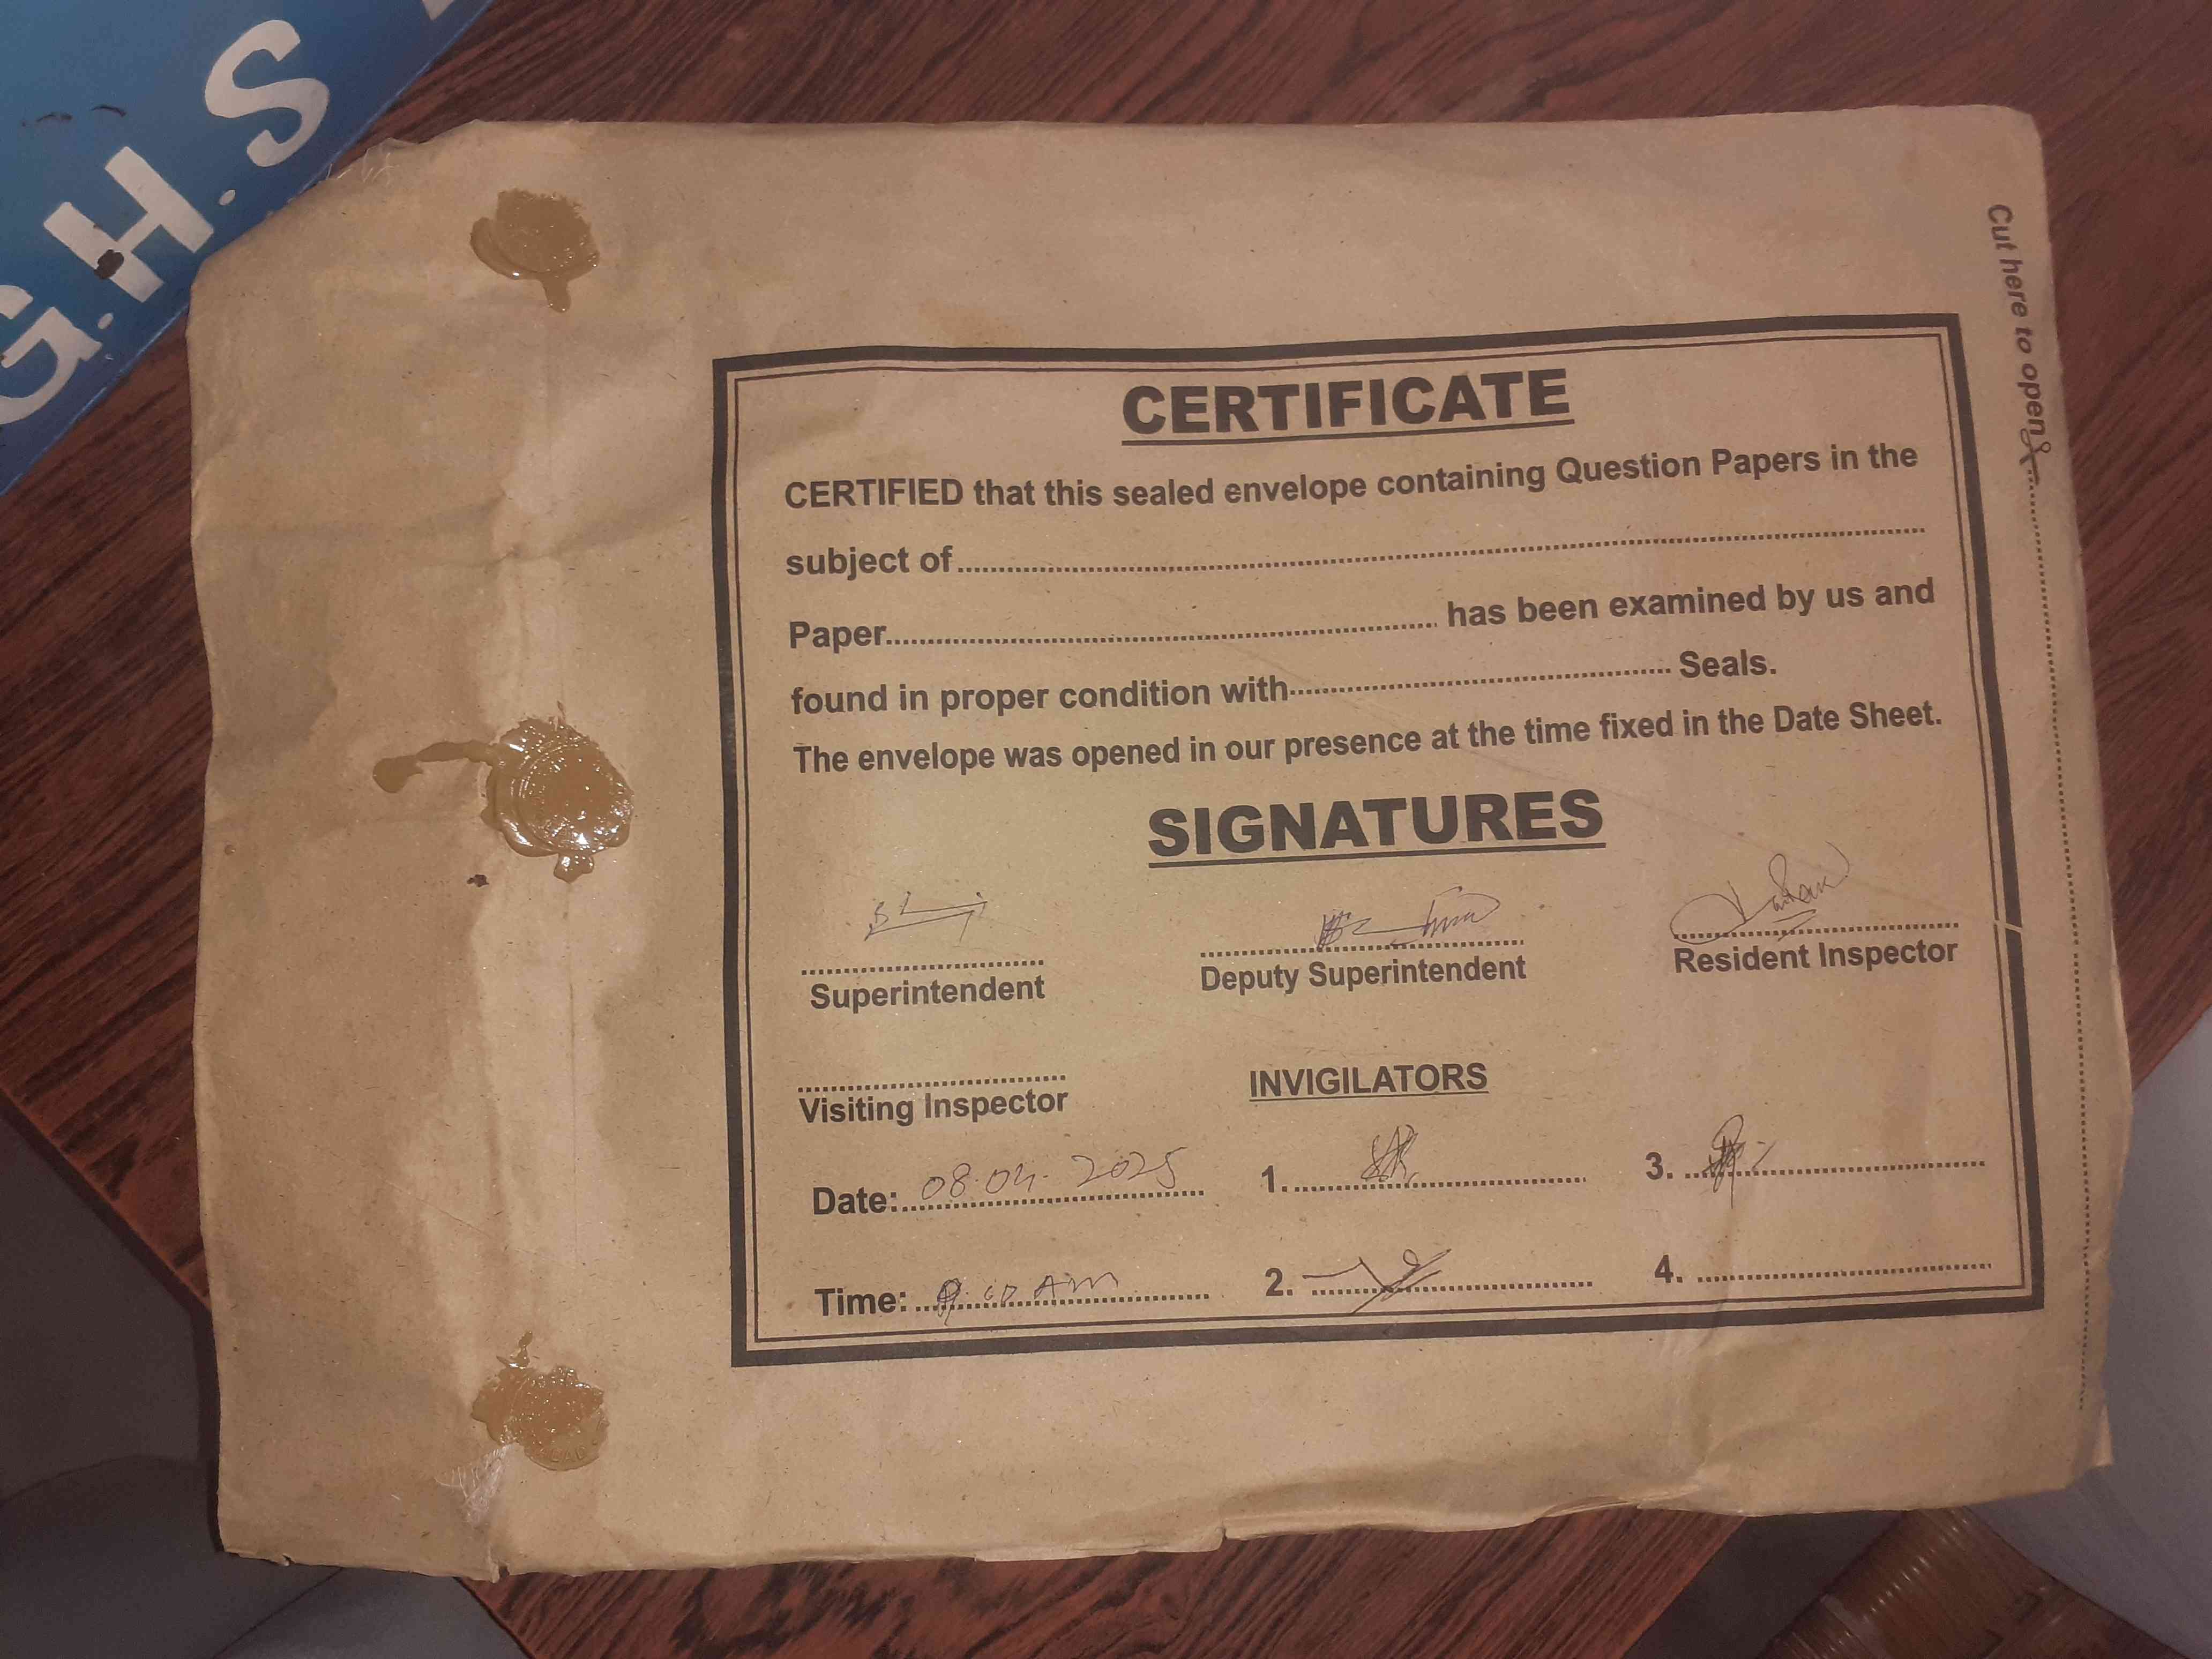 G.H.S
Cut here to open
CERTIFICATE
CERTIFIED that this sealed envelope containing Question Papers in the
subject of
Paper has been examined by us and
found in proper condition with Seals.
The envelope was opened in our presence at the time fixed in the Date Sheet.
SIGNATURES
Superintendent Deputy Superintendent Resident Inspector
Visiting Inspector INVIGILATORS
Date: 08.04.2025 1. 3.
Time: AM 2. 4.